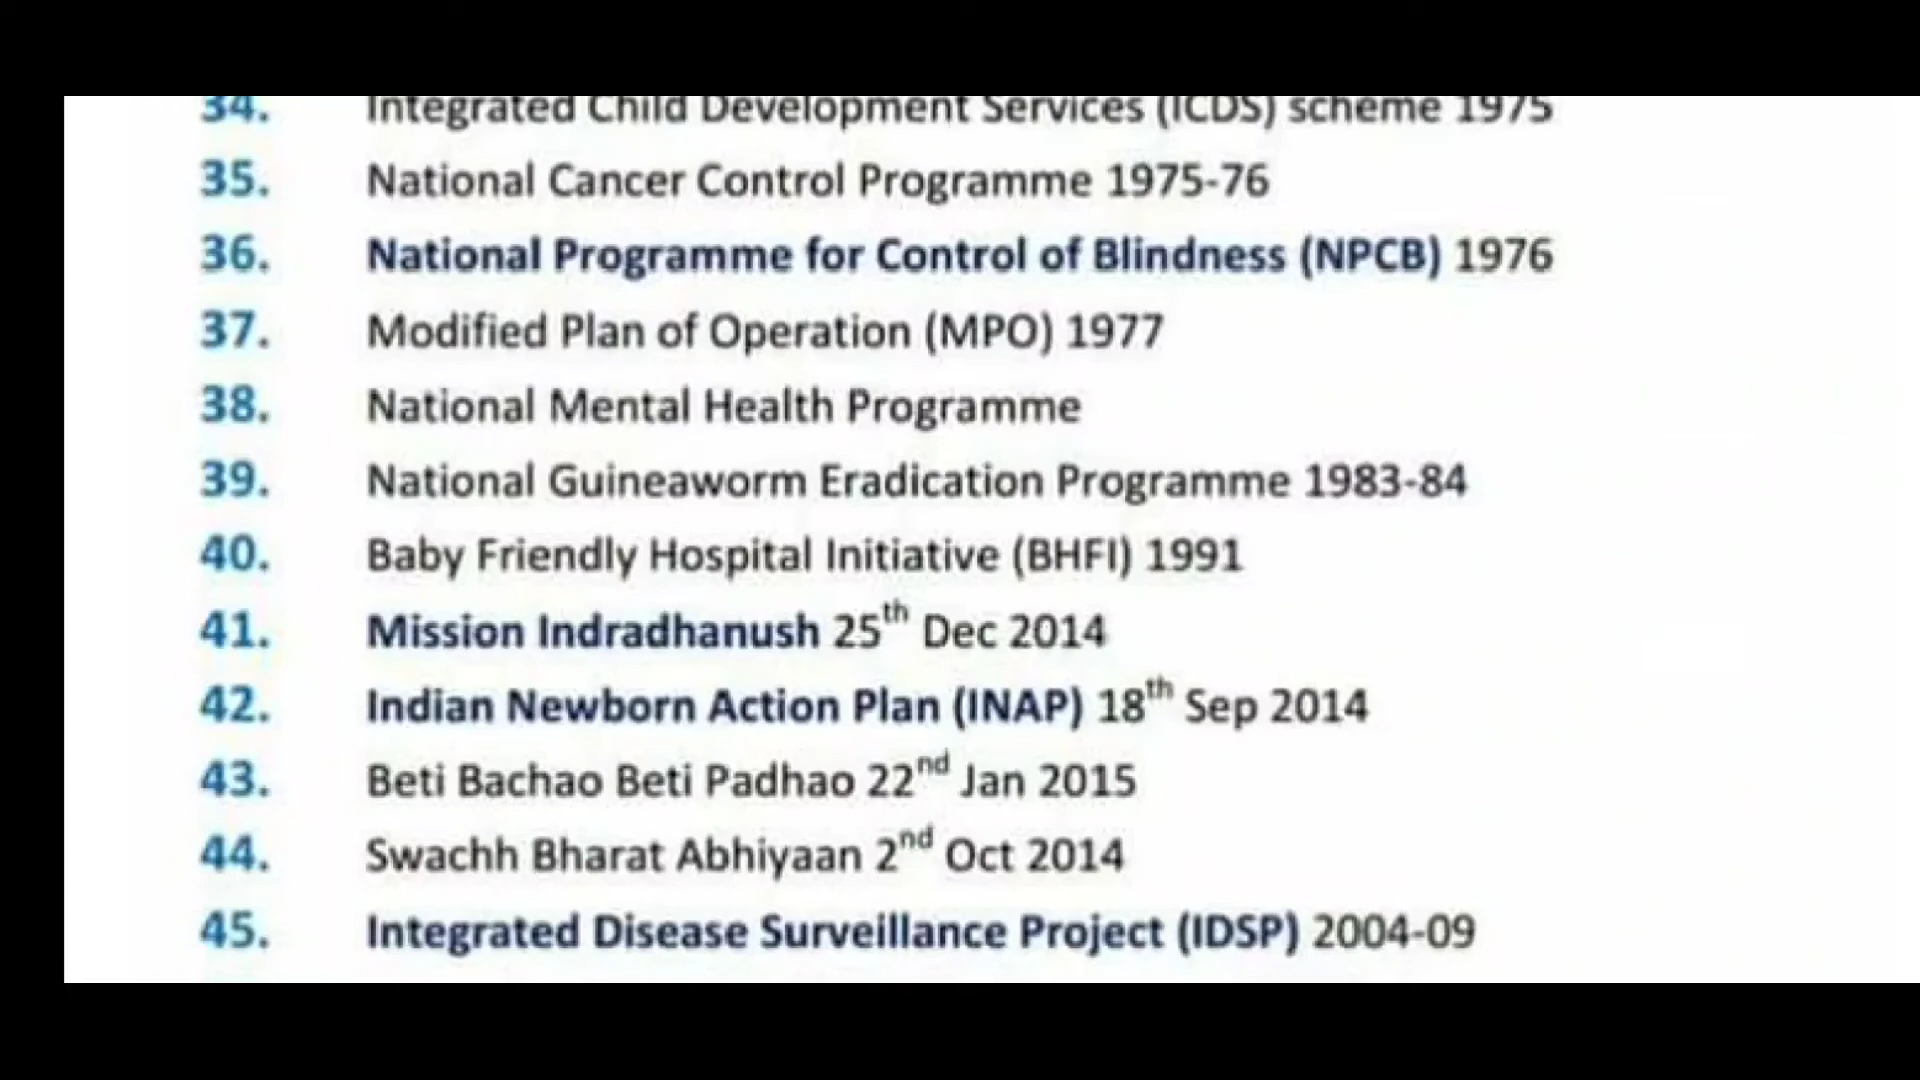 34. Integrated Child Development Services (ICDS) scheme 1975
35. National Cancer Control Programme 1975-76
36. National Programme for Control of Blindness (NPCB) 1976
37. Modified Plan of Operation (MPO) 1977
38. National Mental Health Programme
39. National Guineaworm Eradication Programme 1983-84
40. Baby Friendly Hospital Initiative (BHFI) 1991
41. Mission Indradhanush 25th Dec 2014
42. Indian Newborn Action Plan (INAP) 18th Sep 2014
43. Beti Bachao Beti Padhao 22nd Jan 2015
44. Swachh Bharat Abhiyaan 2nd Oct 2014
45. Integrated Disease Surveillance Project (IDSP) 2004-09